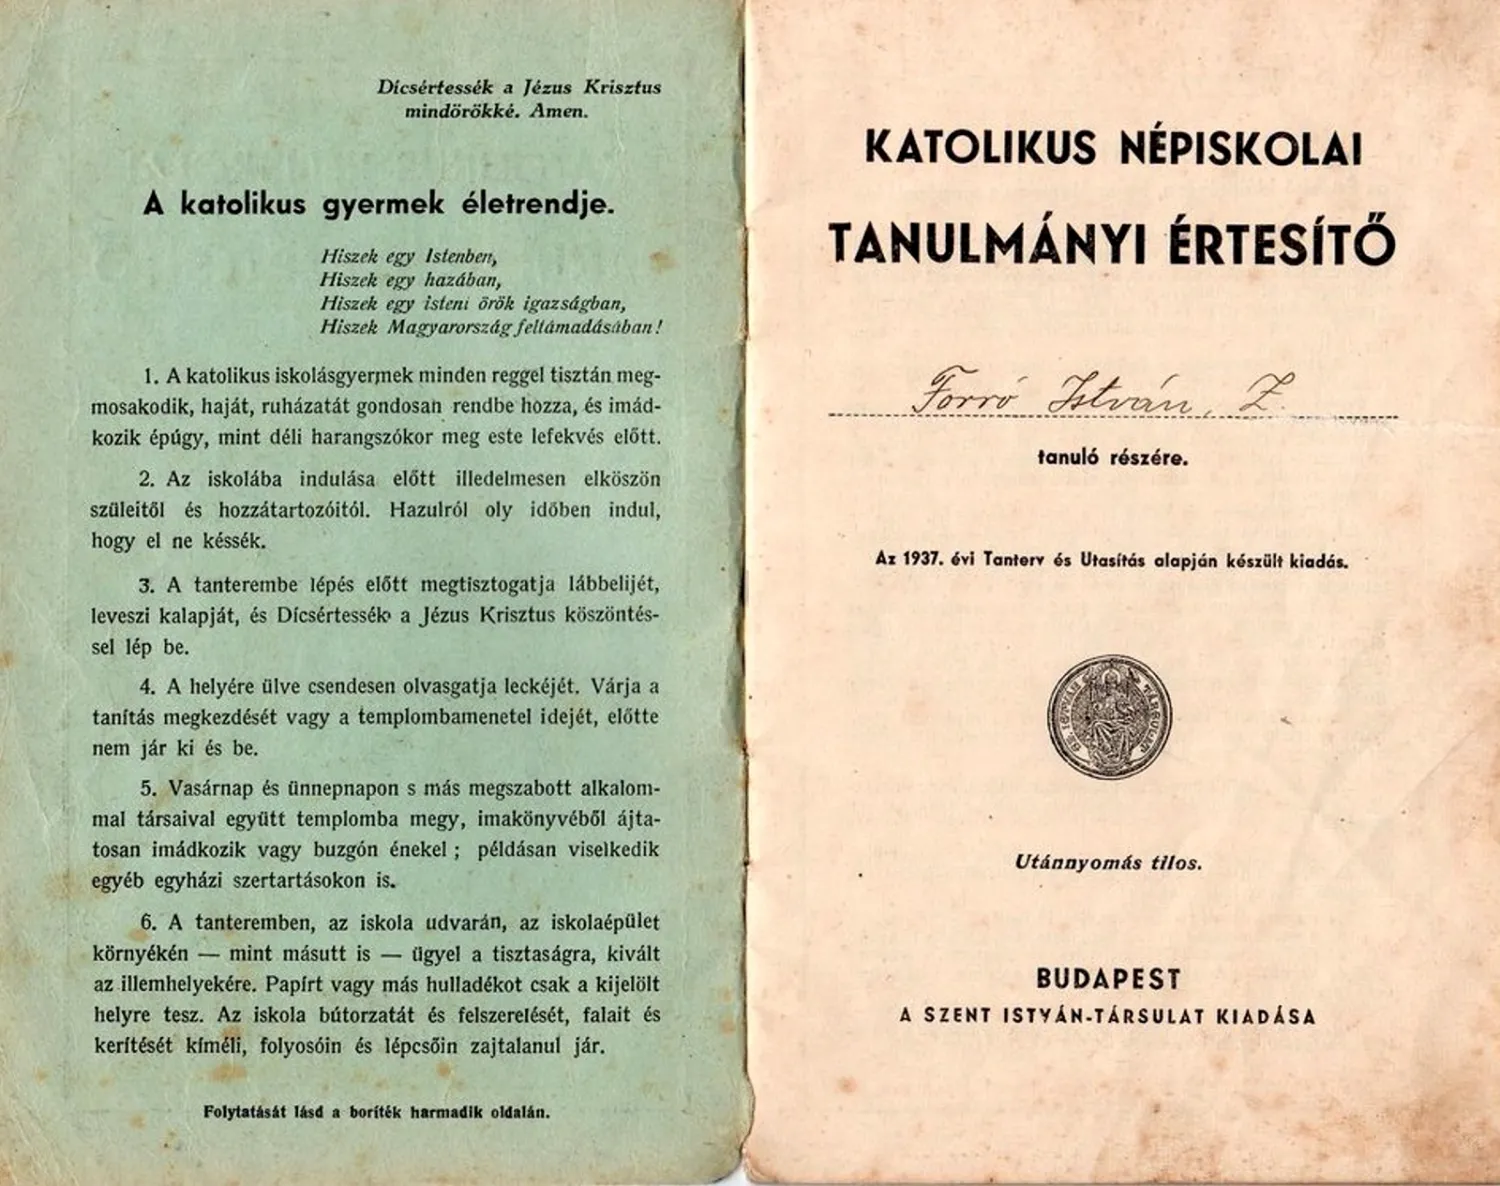 Dícsértessék a Jézus Krisztus
mindörökké. Amen.
A katolikus gyermek életrendje.
Hiszek egy Istenben,
Hiszek egy hazában,
Hiszek egy isteni örök igazságban,
Hiszek Magyarország feltámadásában!
1. A katolikus iskolásgyermek minden reggel tisztán meg-
mosakodik, haját, ruházatát gondosan rendbe hozza, és imád-
kozik épúgy, mint déli harangszókor meg este lefekvés előtt.
2. Az iskolába indulása előtt illedelmesen elköszön
szüleitől és hozzátartozóitól. Hazulról oly időben indul,
hogy el ne késsék.
3. A tanterembe lépés előtt megtisztogatja lábbelijét,
leveszi kalapját, és Dícsértessék a Jézus Krisztus köszöntés-
sel lép be.
4. A helyére ülve csendesen olvasgatja leckéjét. Várja a
tanítás megkezdését vagy a templombamenetel idejét, előtte
nem jár ki és be.
5. Vasárnap és ünnepnapon s más megszabott alkalom-
mal társaival együtt templomba megy, imakönyvéből ájta-
tosan imádkozik vagy buzgón énekel ; példásan viselkedik
egyéb egyházi szertartásokon is.
6. A tanteremben, az iskola udvarán, az iskolaépület
környékén — mint másutt is — ügyel a tisztaságra, kivált
az illemhelyekére. Papírt vagy más hulladékot csak a kijelölt
helyre tesz. Az iskola bútorzatát és felszerelését, falait és
kerítését kíméli, folyosóin és lépcsőin zajtalanul jár.
Folytatását lásd a boríték harmadik oldalán.
KATOLIKUS NÉPISKOLAI
TANULMÁNYI ÉRTESÍTŐ
Forró István, Z.
tanuló részére.
Az 1937. évi Tanterv és Utasítás alapján készült kiadás.
SZ. ISTVÁN TÁRSULAT
Utánnyomás tilos.
BUDAPEST
A SZENT ISTVÁN-TÁRSULAT KIADÁSA